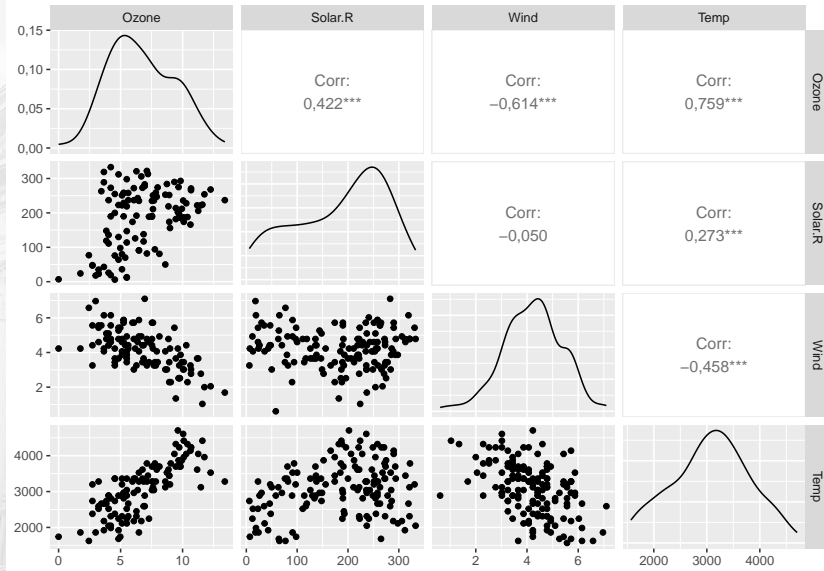 Ozone Solar.R Wind Temp
0,15
0,10
0,05
0,00
Corr:
0,422***
Corr:
−0,614***
Corr:
0,759***
Ozone
300
200
100
0
Corr:
−0,050
Corr:
0,273***
Solar.R
6
4
2
Corr:
−0,458***
Wind
4000
3000
2000
Temp
0 5 10 0 100 200 300 2 4 6 2000 3000 4000